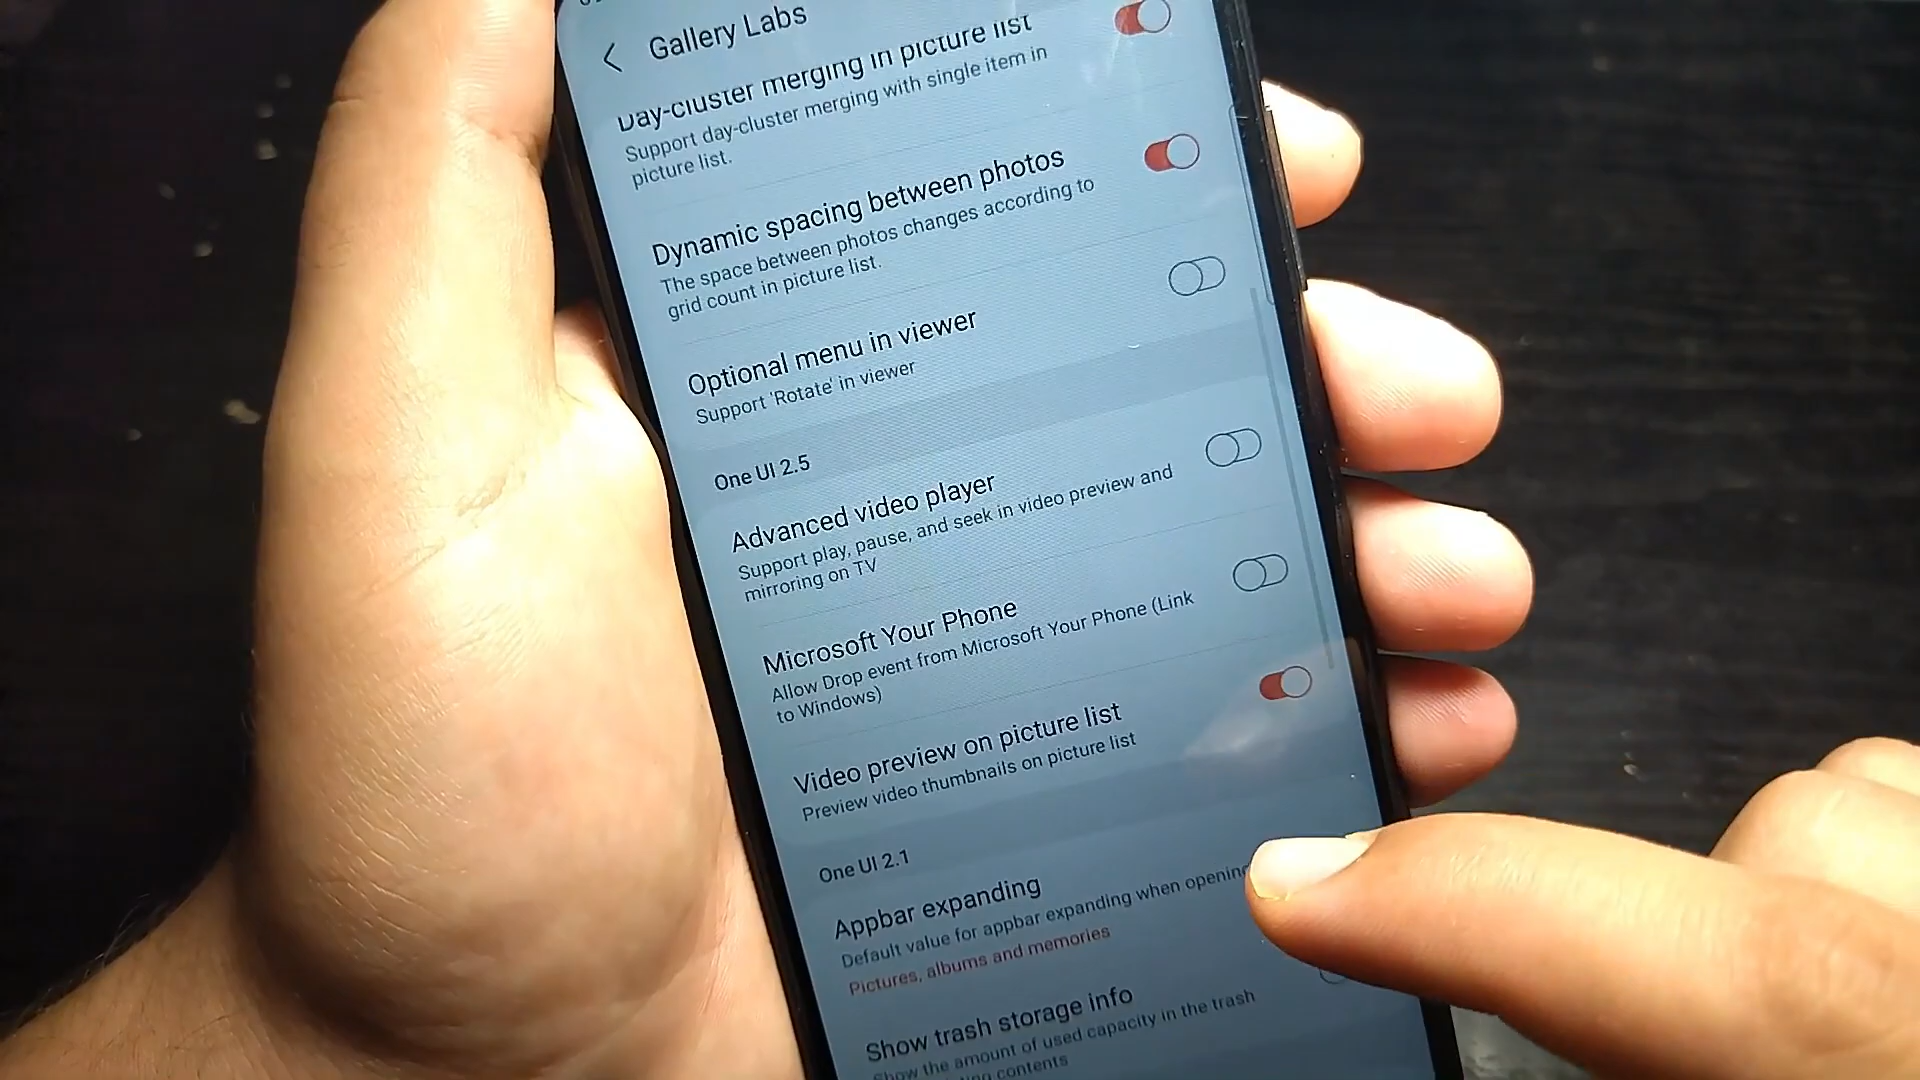 Gallery Labs
Day-cluster merging in picture list
Support day-cluster merging with single item in
picture list.
Dynamic spacing between photos
The space between photos changes according to
grid count in picture list.
Optional menu in viewer
Support 'Rotate' in viewer
One UI 2.5
Advanced video player
Support play, pause, and seek in video preview and
mirroring on TV
Microsoft Your Phone
Allow Drop event from Microsoft Your Phone (Link
to Windows)
Video preview on picture list
Preview video thumbnails on picture list
One UI 2.1
Appbar expanding
Default value for appbar expanding when opening
Pictures, albums and memories
Show trash storage info
Show the amount of used capacity in the trash
contents